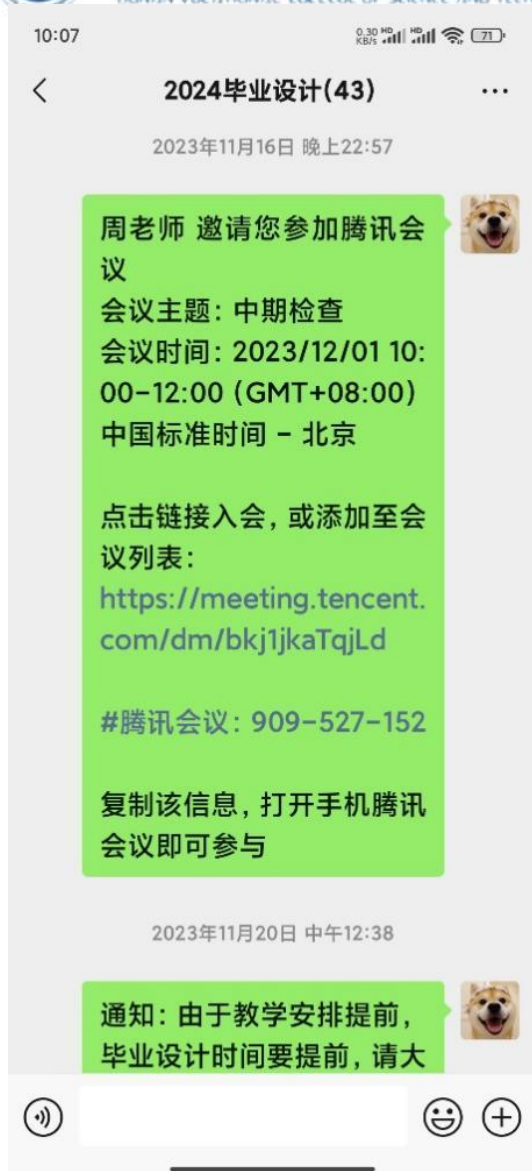 10:07
0.30 KB/s HD HD 71
2024毕业设计(43)
2023年11月16日 晚上22:57
周老师 邀请您参加腾讯会
议
会议主题：中期检查
会议时间：2023/12/01 10:
00-12:00 (GMT+08:00)
中国标准时间 - 北京
点击链接入会，或添加至会
议列表：
https://meeting.tencent.
com/dm/bkj1jkaTqjLd
#腾讯会议：909-527-152
复制该信息，打开手机腾讯
会议即可参与
2023年11月20日 中午12:38
通知：由于教学安排提前，
毕业设计时间要提前，请大